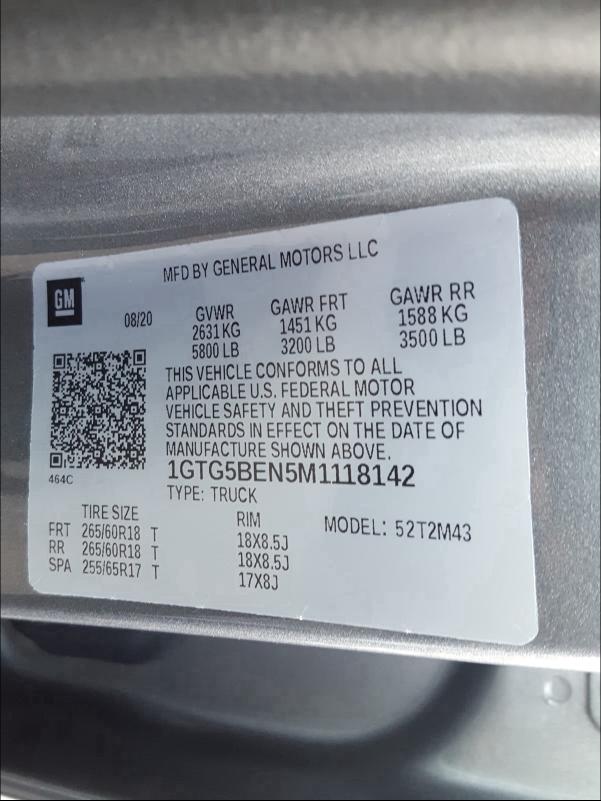 MFD BY GENERAL MOTORS LLC
GM
08/20 GVWR GAWR FRT GAWR RR
2631 KG 1451 KG 1588 KG
5800 LB 3200 LB 3500 LB
THIS VEHICLE CONFORMS TO ALL
APPLICABLE U.S. FEDERAL MOTOR
VEHICLE SAFETY AND THEFT PREVENTION
STANDARDS IN EFFECT ON THE DATE OF
MANUFACTURE SHOWN ABOVE.
464C
1GTG5BEN5M1118142
TYPE: TRUCK
TIRE SIZE RIM MODEL: 52T2M43
FRT 265/60R18 T 18X8.5J
RR 265/60R18 T 18X8.5J
SPA 255/65R17 T 17X8J